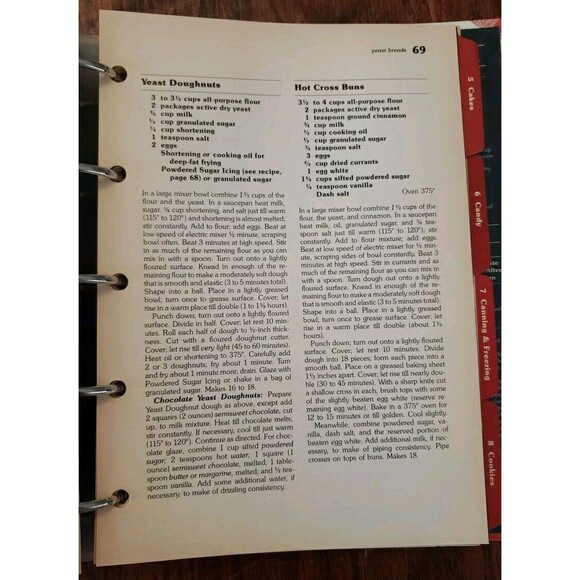 yeast breads 69
Yeast Doughnuts
3 to 3½ cups all-purpose flour
2 packages active dry yeast
¾ cup milk
⅓ cup granulated sugar
¼ cup shortening
1 teaspoon salt
2 eggs
Shortening or cooking oil for
deep-fat frying
Powdered Sugar Icing (see recipe,
page 68) or granulated sugar
In a large mixer bowl combine 1½ cups of the
flour and the yeast. In a saucepan heat milk,
sugar, ¼ cup shortening, and salt just till warm
(115° to 120°) and shortening is almost melted;
stir constantly. Add to flour; add eggs. Beat
at low speed of electric mixer ½ minute, scraping
bowl often. Beat 3 minutes at high speed. Stir
in as much of the remaining flour as you can
mix in with a spoon. Turn out onto a lightly
floured surface. Knead in enough of the re-
maining flour to make a moderately soft dough
that is smooth and elastic (3 to 5 minutes total).
Shape into a ball. Place in a lightly greased
bowl; turn once to grease surface. Cover; let
rise in a warm place till double (1 to 1¼ hours).
Punch down; turn out onto a lightly floured
surface. Divide in half. Cover; let rest 10 min-
utes. Roll each half of dough to ½-inch thick-
ness. Cut with a floured doughnut cutter.
Cover; let rise till very light (45 to 60 minutes).
Heat oil or shortening to 375°. Carefully add
2 or 3 doughnuts; fry about 1 minute. Turn
and fry about 1 minute more; drain. Glaze with
Powdered Sugar Icing or shake in a bag of
granulated sugar. Makes 16 to 18.
Chocolate Yeast Doughnuts: Prepare
Yeast Doughnut dough as above, except add
2 squares (2 ounces) semisweet chocolate, cut
up, to milk mixture. Heat till chocolate melts;
stir constantly. If necessary, cool till just warm
(115° to 120°). Continue as directed. For choc-
olate glaze, combine 1 cup sifted powdered
sugar; 2 teaspoons hot water; 1 square (1
ounce) semisweet chocolate, melted; 1 table-
spoon butter or margarine, melted; and ½ tea-
spoon vanilla. Add some additional water, if
necessary, to make of drizzling consistency.
Hot Cross Buns
3½ to 4 cups all-purpose flour
2 packages active dry yeast
1 teaspoon ground cinnamon
¾ cup milk
½ cup cooking oil
⅓ cup granulated sugar
¾ teaspoon salt
3 eggs
⅔ cup dried currants
1 egg white
1½ cups sifted powdered sugar
¼ teaspoon vanilla
Dash salt Oven 375°
In a large mixer bowl combine 1½ cups of the
flour, the yeast, and cinnamon. In a saucepan
heat milk, oil, granulated sugar, and ¾ tea-
spoon salt just till warm (115° to 120°); stir
constantly. Add to flour mixture; add eggs.
Beat at low speed of electric mixer for ½ min-
ute, scraping sides of bowl constantly. Beat 3
minutes at high speed. Stir in currants and as
much of the remaining flour as you can mix in
with a spoon. Turn dough out onto a lightly
floured surface. Knead in enough of the re-
maining flour to make a moderately soft dough
that is smooth and elastic (3 to 5 minutes total).
Shape into a ball. Place in a lightly greased
bowl; turn once to grease surface. Cover; let
rise in a warm place till double (about 1½
hours).
Punch down; turn out onto a lightly floured
surface. Cover; let rest 10 minutes. Divide
dough into 18 pieces; form each piece into a
smooth ball. Place on a greased baking sheet
1½ inches apart. Cover; let rise till nearly dou-
ble (30 to 45 minutes). With a sharp knife cut
a shallow cross in each; brush tops with some
of the slightly beaten egg white (reserve re-
maining egg white). Bake in a 375° oven for
12 to 15 minutes or till golden. Cool slightly.
Meanwhile, combine powdered sugar, va-
nilla, dash salt, and the reserved portion of
beaten egg white. Add additional milk, if nec-
essary, to make of piping consistency. Pipe
crosses on tops of buns. Makes 18.
5 Cakes
6 Candy
7 Canning & Freezing
8 Cookies